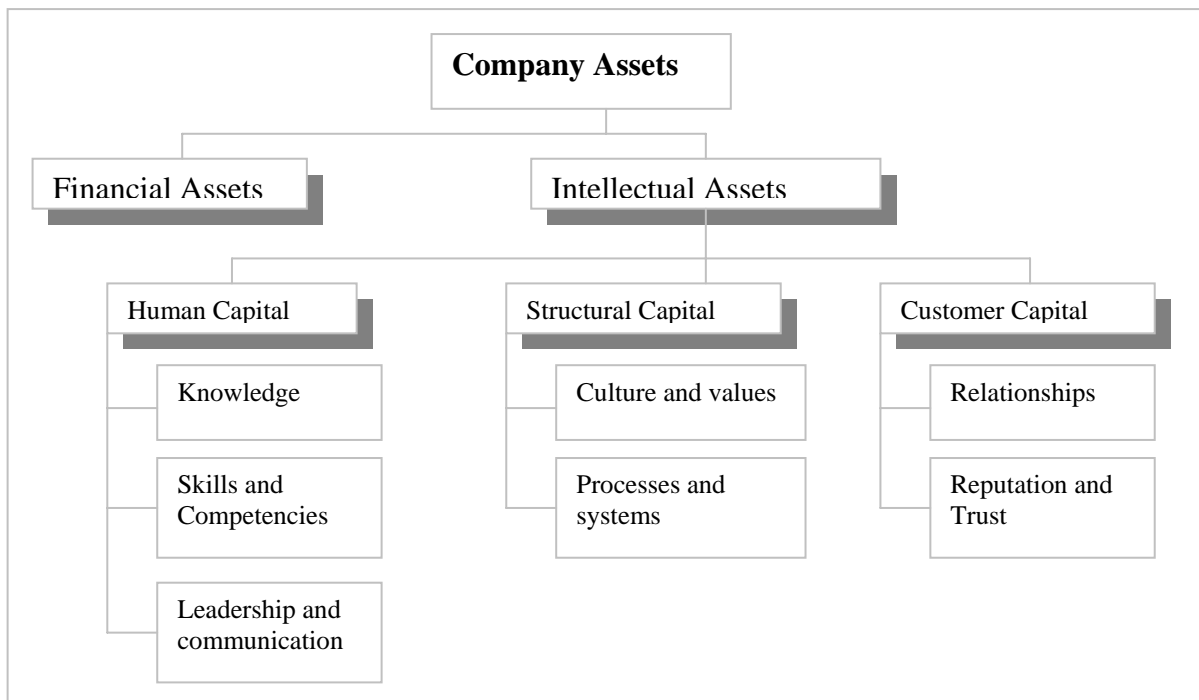 Company Assets
Financial Assets
Intellectual Assets
Human Capital
Structural Capital
Customer Capital
Knowledge
Culture and values
Relationships
Skills and
Competencies
Processes and
systems
Reputation and
Trust
Leadership and
communication